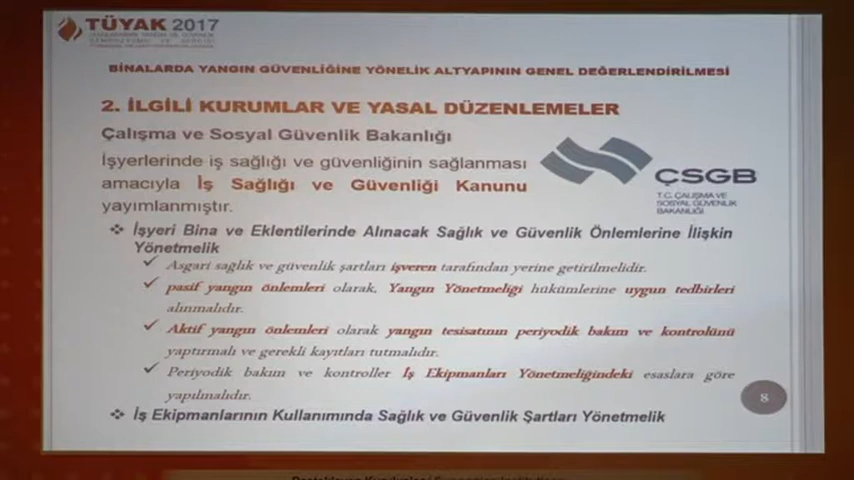 TÜYAK 2017
BİNALARDA YANGIN GÜVENLİĞİNE YÖNELİK ALTYAPININ GENEL DEĞERLENDİRİLMESİ
2. İLGİLİ KURUMLAR VE YASAL DÜZENLEMELER
Çalışma ve Sosyal Güvenlik Bakanlığı
İşyerlerinde iş sağlığı ve güvenliğinin sağlanması
amacıyla İş Sağlığı ve Güvenliği Kanunu
yayımlanmıştır.
ÇSGB
T.C. ÇALIŞMA VE
SOSYAL GÜVENLİK
BAKANLIĞI
İşyeri Bina ve Eklentilerinde Alınacak Sağlık ve Güvenlik Önlemlerine İlişkin
Yönetmelik
Asgari sağlık ve güvenlik şartları işveren tarafından yerine getirilmelidir.
pasif yangın önlemleri olarak, Yangın Yönetmeliği hükümlerine uygun tedbirleri
alınmalıdır.
Aktif yangın önlemleri olarak yangın tesisatının periyodik bakım ve kontrolünü
yaptırmalı ve gerekli kayıtları tutmalıdır.
Periyodik bakım ve kontroller İş Ekipmanları Yönetmeliğindeki esaslara göre
yapılmalıdır.
8
İş Ekipmanlarının Kullanımında Sağlık ve Güvenlik Şartları Yönetmelik